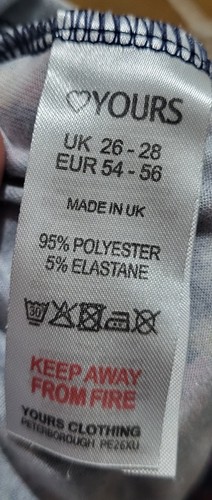 ♡YOURS
UK 26 - 28
EUR 54 - 56
MADE IN UK
95% POLYESTER
5% ELASTANE
30
KEEP AWAY
FROM FIRE
YOURS CLOTHING
PETERBOROUGH PE26XU